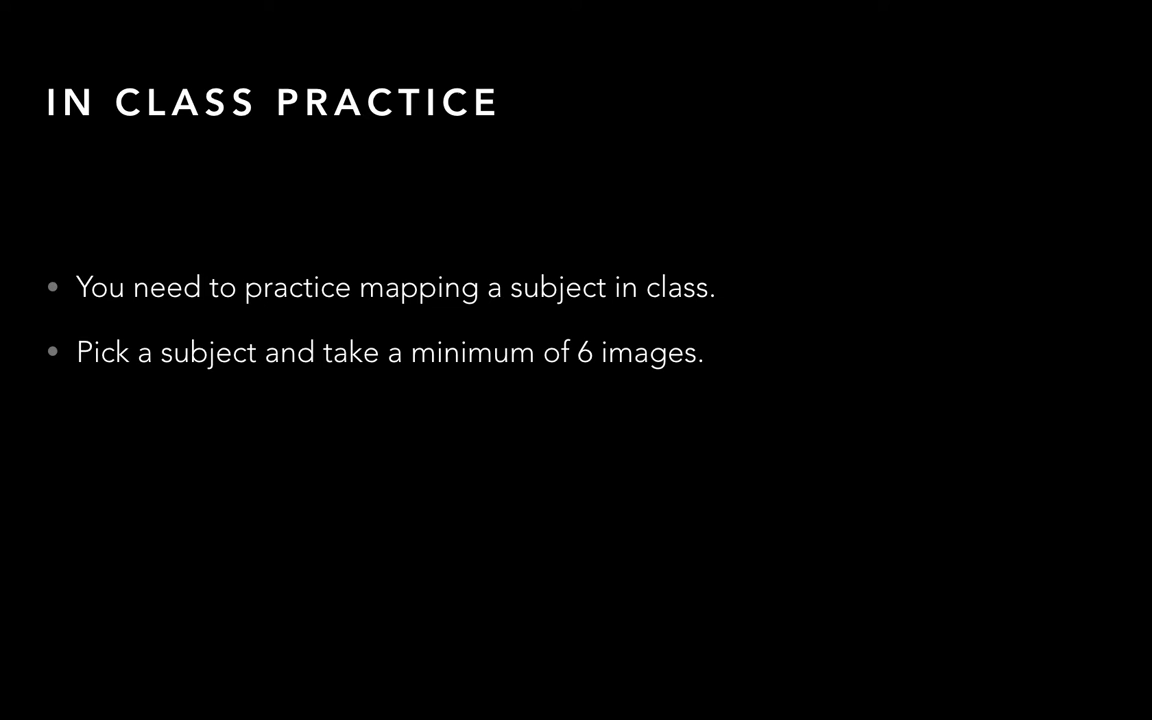 IN CLASS PRACTICE
• You need to practice mapping a subject in class.
• Pick a subject and take a minimum of 6 images.